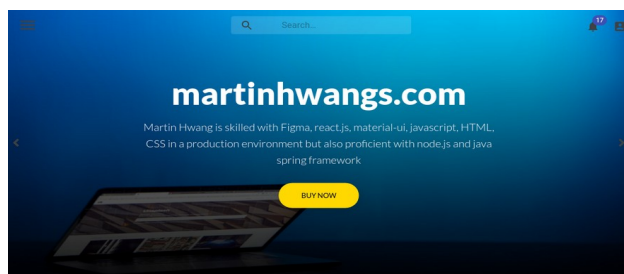 Search...
17
martinhwangs.com
Martin Hwang is skilled with Figma, react.js, material-ui, javascript, HTML,
CSS in a production environment but also proficient with node.js and java
spring framework
BUY NOW